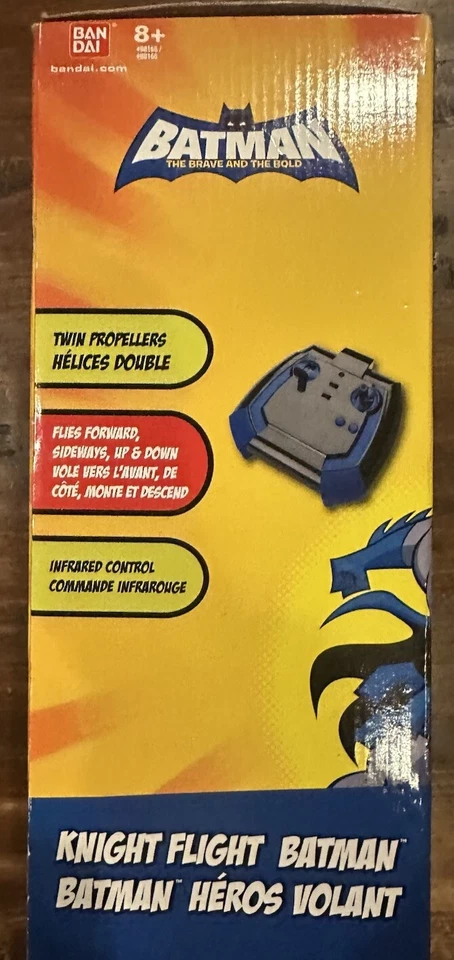 BAN
DAI
8+
bandai.com
BATMAN
THE BRAVE AND THE BOLD
TWIN PROPELLERS
HÉLICES DOUBLE
FLIES FORWARD,
SIDEWAYS, UP & DOWN
VOLE VERS L'AVANT, DE
CÔTÉ, MONTE ET DESCEND
INFRARED CONTROL
COMMANDE INFRAROUGE
KNIGHT FLIGHT BATMAN™
BATMAN™ HÉROS VOLANT